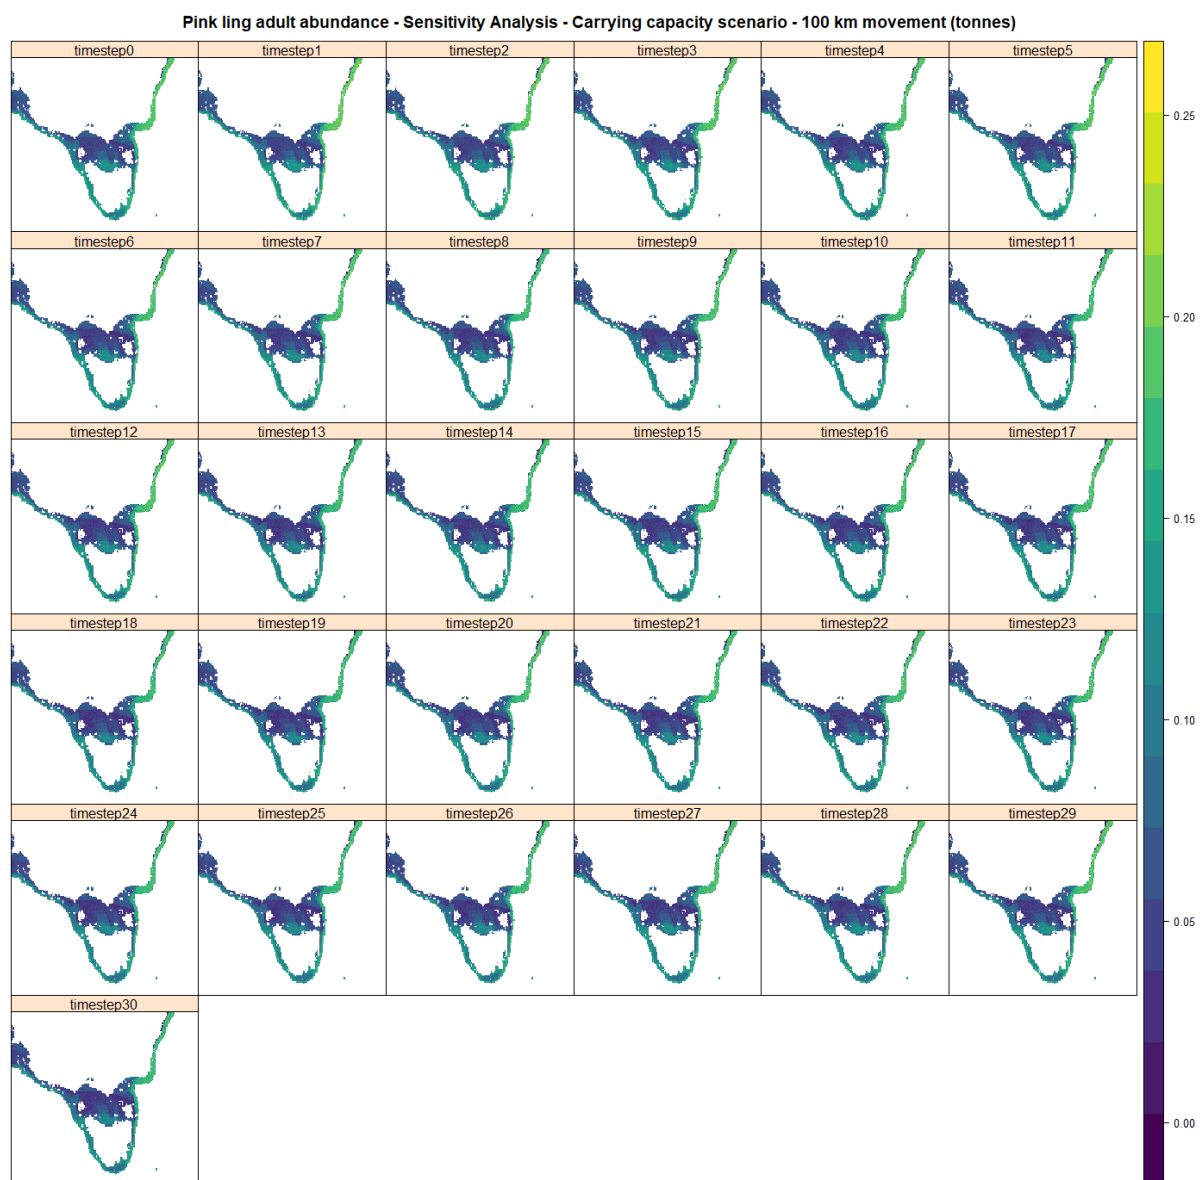 Pink ling adult abundance - Sensitivity Analysis - Carrying capacity scenario - 100 km movement (tonnes)
timestep0 timestep1 timestep2 timestep3 timestep4 timestep5
timestep6 timestep7 timestep8 timestep9 timestep10 timestep11
timestep12 timestep13 timestep14 timestep15 timestep16 timestep17
timestep18 timestep19 timestep20 timestep21 timestep22 timestep23
timestep24 timestep25 timestep26 timestep27 timestep28 timestep29
timestep30
0.25
0.20
0.15
0.10
0.05
0.00